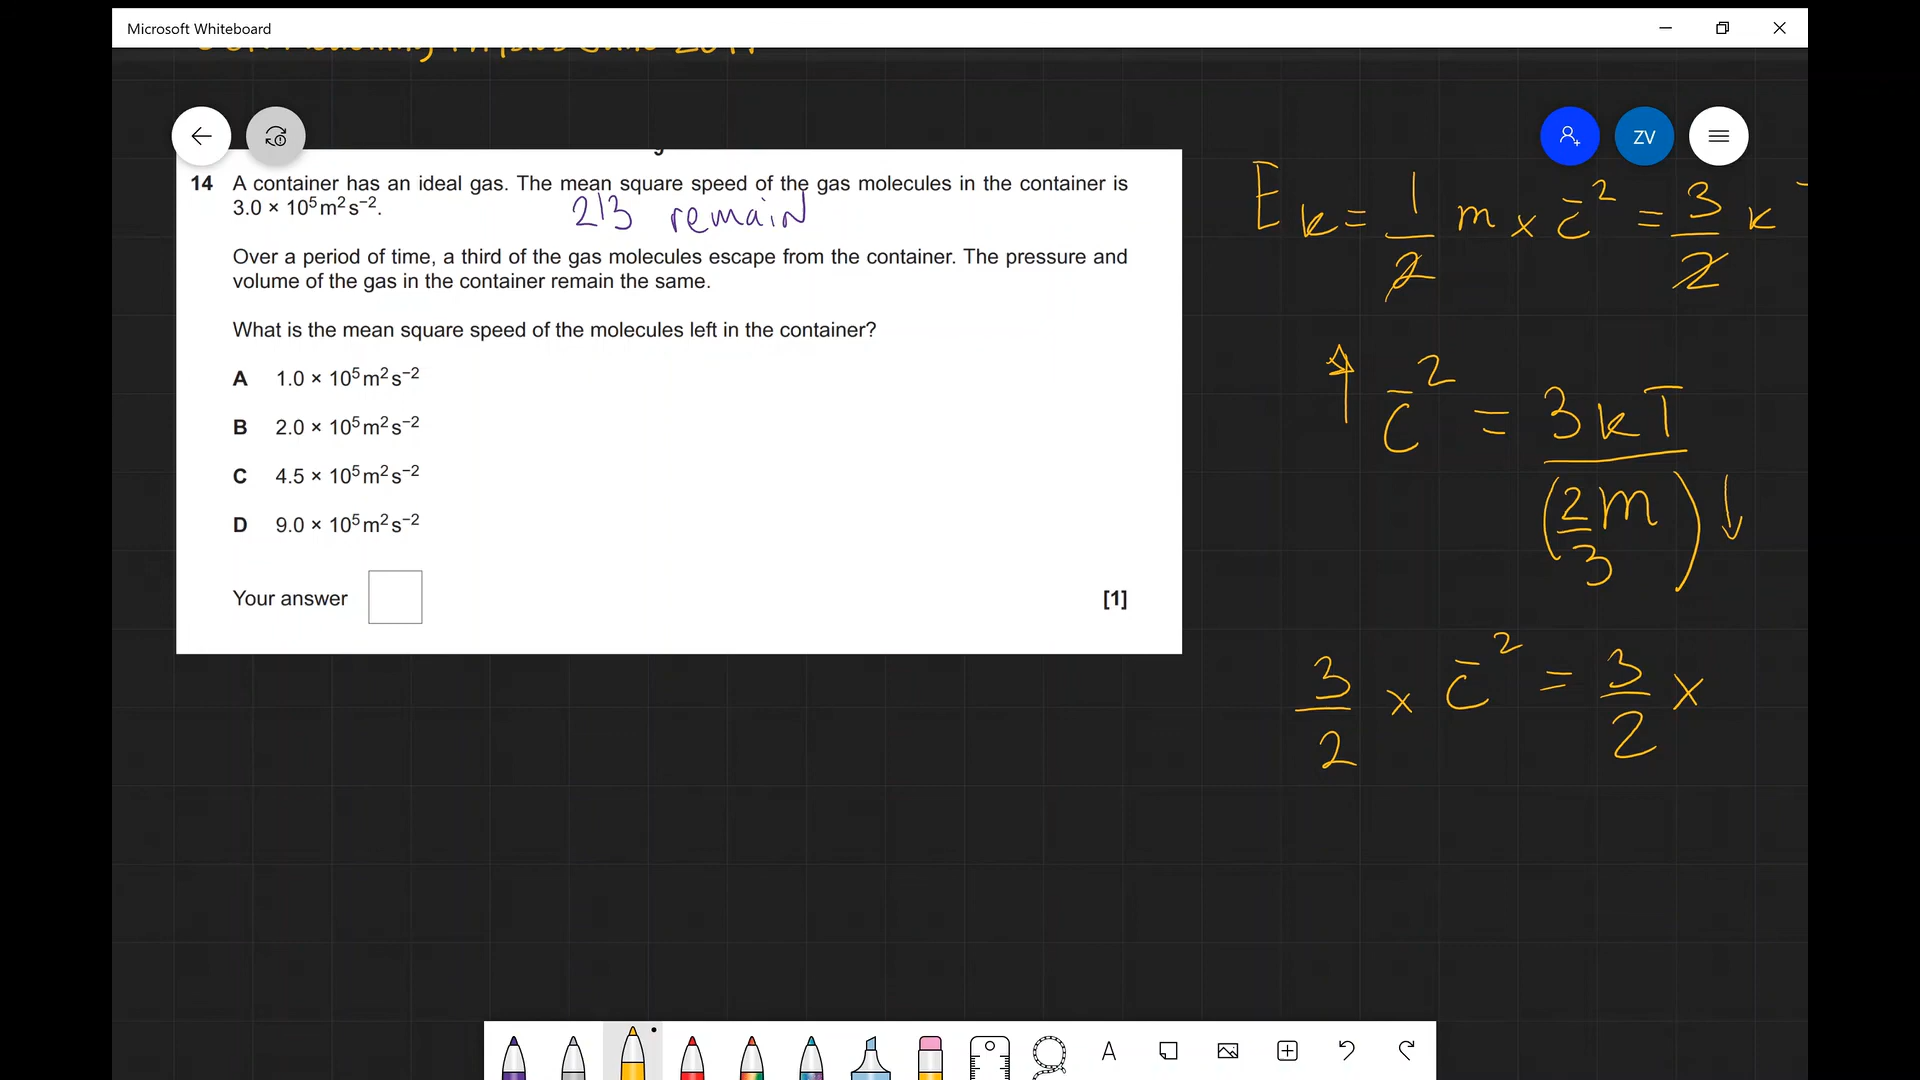 Microsoft Whiteboard
ZV
14 A container has an ideal gas. The mean square speed of the gas molecules in the container is
3.0 × 10⁵ m² s⁻².
2/3 remain
Over a period of time, a third of the gas molecules escape from the container. The pressure and
volume of the gas in the container remain the same.
What is the mean square speed of the molecules left in the container?
A 1.0 × 10⁵ m² s⁻²
B 2.0 × 10⁵ m² s⁻²
C 4.5 × 10⁵ m² s⁻²
D 9.0 × 10⁵ m² s⁻²
Your answer [1]
E k = 1/2 m × c̄² = 3/2 k
↑ c̄² = 3kT / (2/3 m) ↓
3/2 × c̄² = 3/2 ×
A